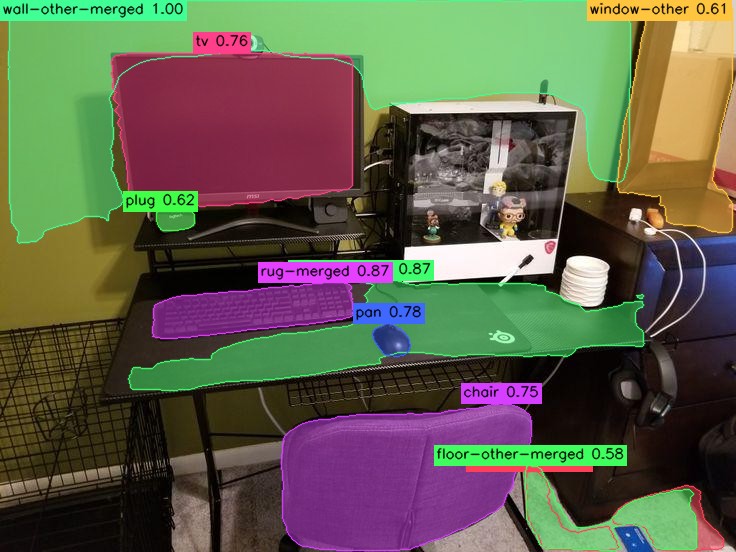 wall-other-merged 1.00
window-other 0.61
tv 0.76
msi
plug 0.62
rug-merged 0.87
0.87
pan 0.78
chair 0.75
floor-other-merged 0.58